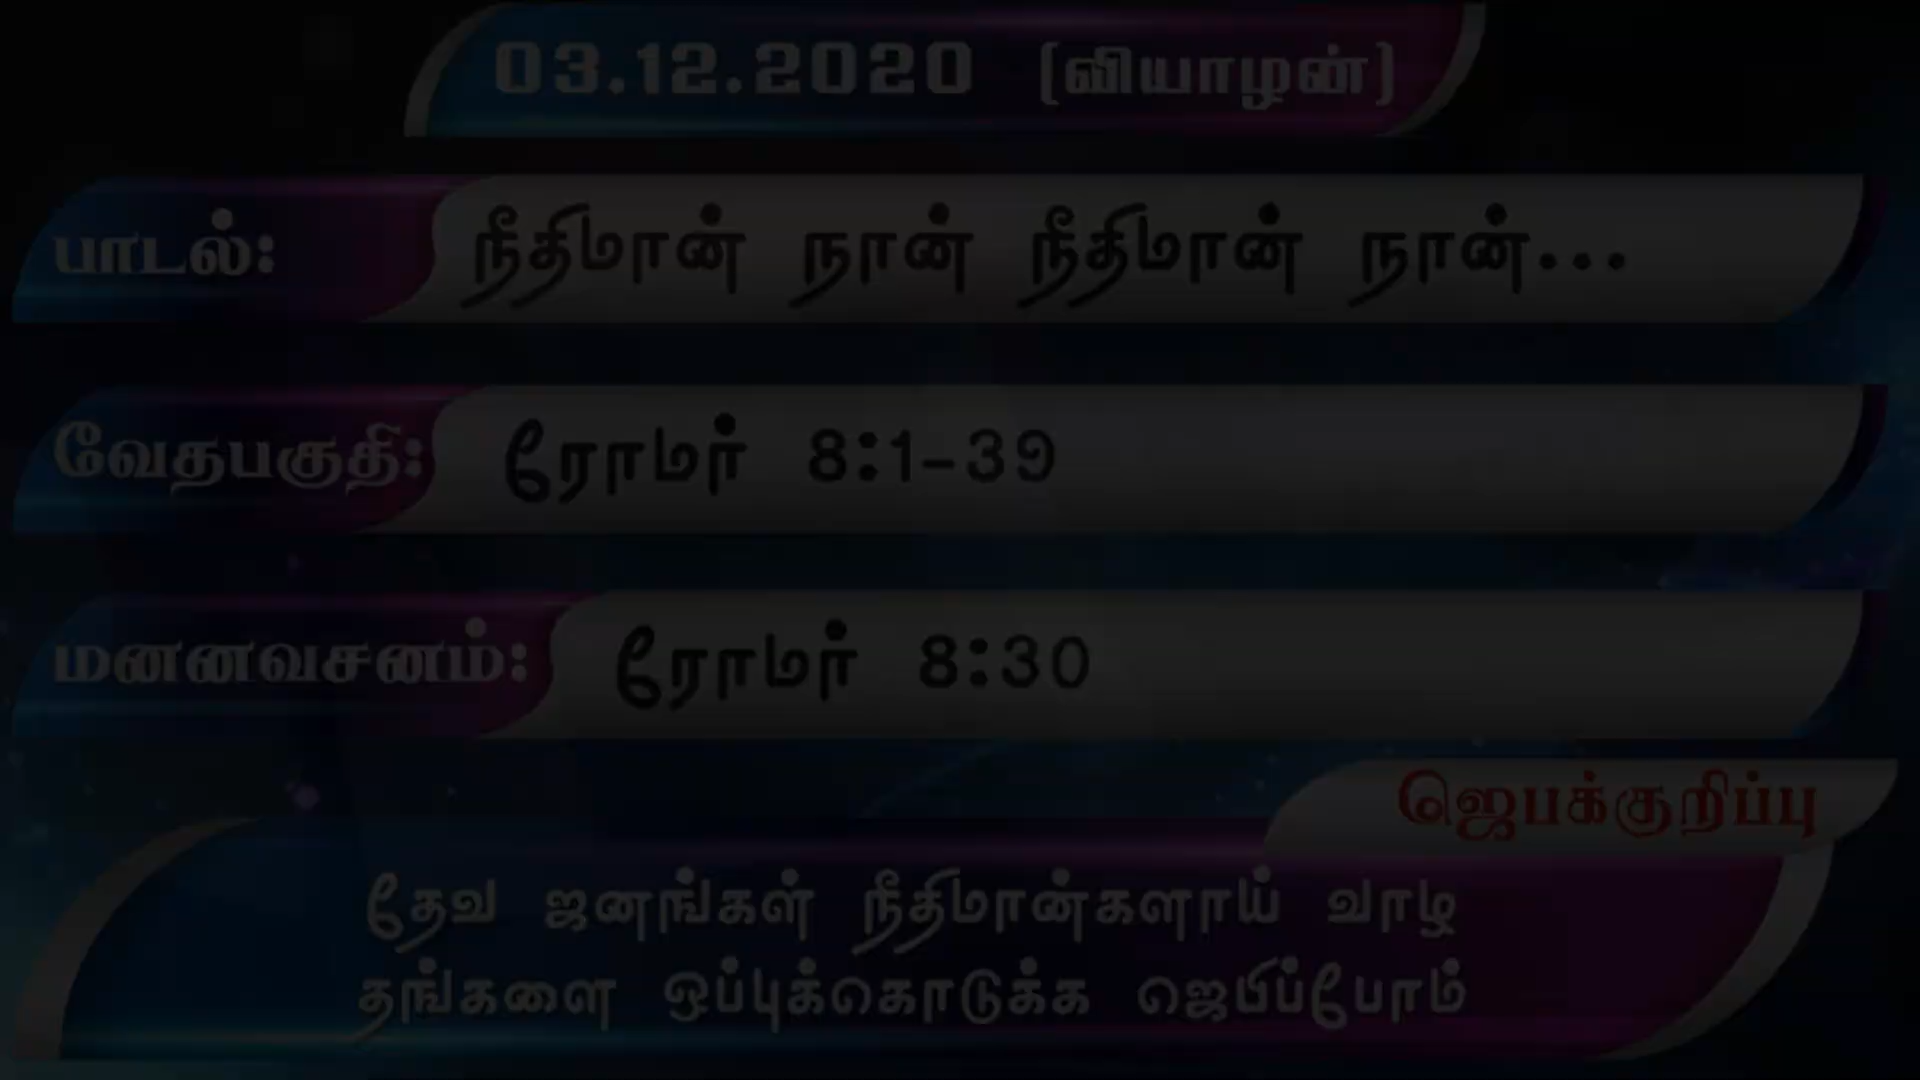 03.12.2020 (வியாழன்)
பாடல்: நீதிமான் நான் நீதிமான் நான்...
வேதபகுதி: ரோமர் 8:1-39
மனனவசனம்: ரோமர் 8:30
ஜெபக்குறிப்பு
தேவ ஜனங்கள் நீதிமான்களாய் வாழ
தங்களை ஒப்புக்கொடுக்க ஜெபிப்போம்